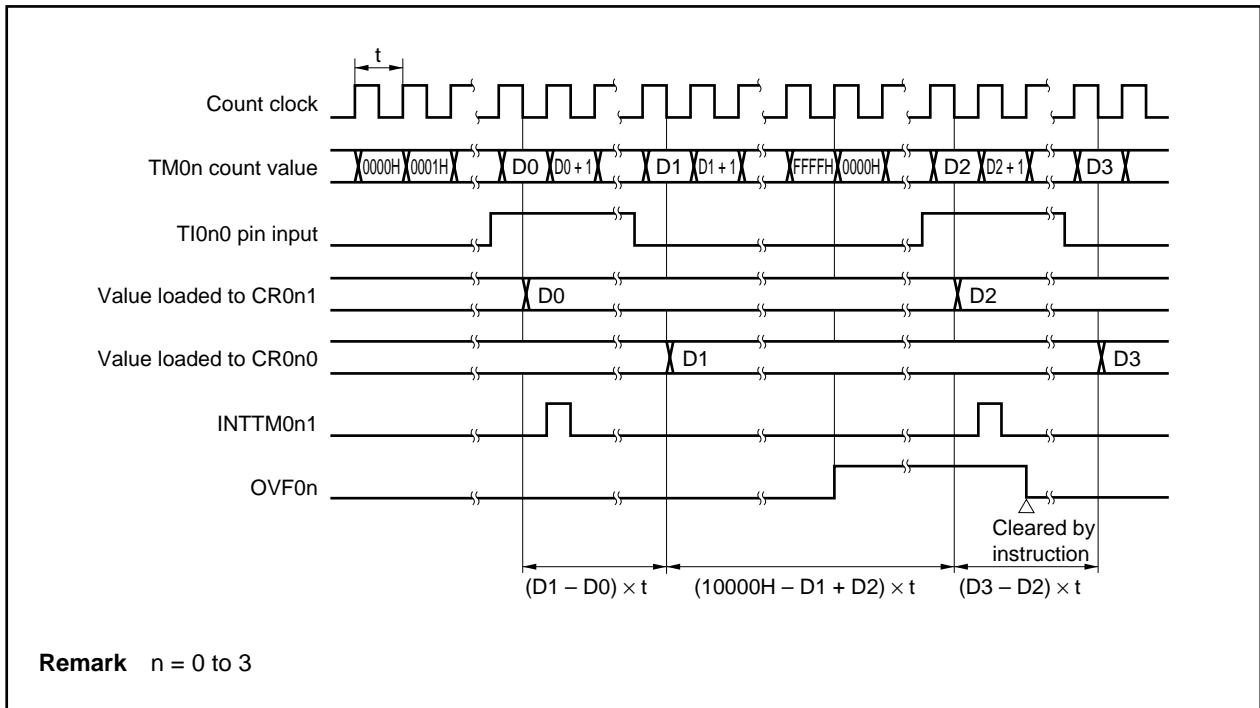 t
Count clock
TM0n count value 0000H 0001H D0 D0 + 1 D1 D1 + 1 FFFFH 0000H D2 D2 + 1 D3
TI0n0 pin input
Value loaded to CR0n1 D0 D2
Value loaded to CR0n0 D1 D3
INTTM0n1
OVF0n
Cleared by
instruction
(D1 – D0) × t (10000H – D1 + D2) × t (D3 – D2) × t
Remark n = 0 to 3